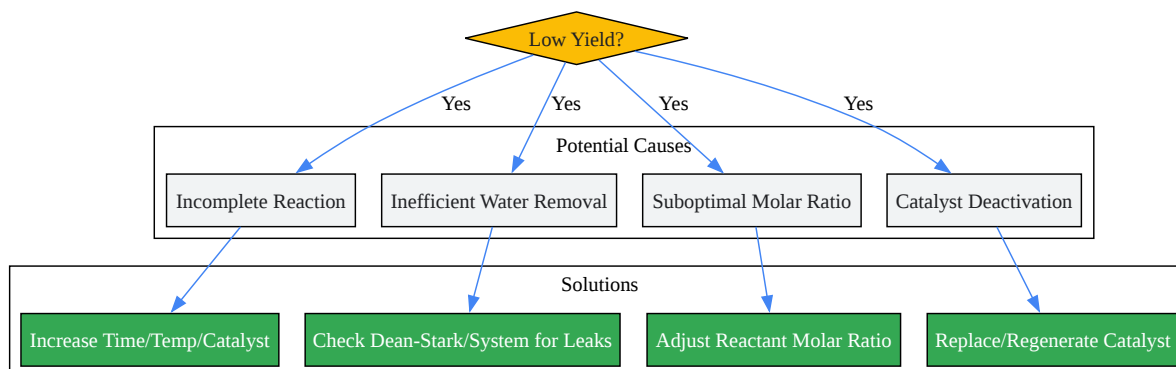 Low Yield?
Yes
Yes
Yes
Yes
Potential Causes
Incomplete Reaction
Inefficient Water Removal
Suboptimal Molar Ratio
Catalyst Deactivation
Solutions
Increase Time/Temp/Catalyst
Check Dean-Stark/System for Leaks
Adjust Reactant Molar Ratio
Replace/Regenerate Catalyst